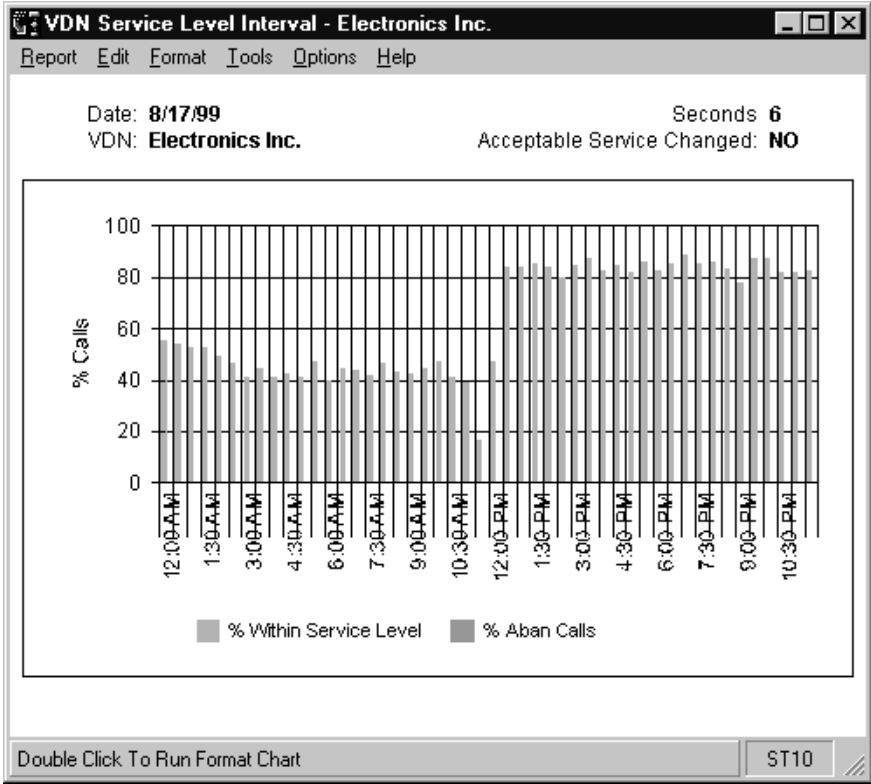 VDN Service Level Interval - Electronics Inc.
Report Edit Format Tools Options Help
Date: 8/17/99
Seconds 6
VDN: Electronics Inc.
Acceptable Service Changed: NO
% Calls
100
80
60
40
20
0
12:00 AM
1:30 AM
3:00 AM
4:30 AM
6:00 AM
7:30 AM
9:00 AM
10:30 AM
12:00 PM
1:30 PM
3:00 PM
4:30 PM
6:00 PM
7:30 PM
9:00 PM
10:30 PM
% Within Service Level
% Aban Calls
Double Click To Run Format Chart
ST10